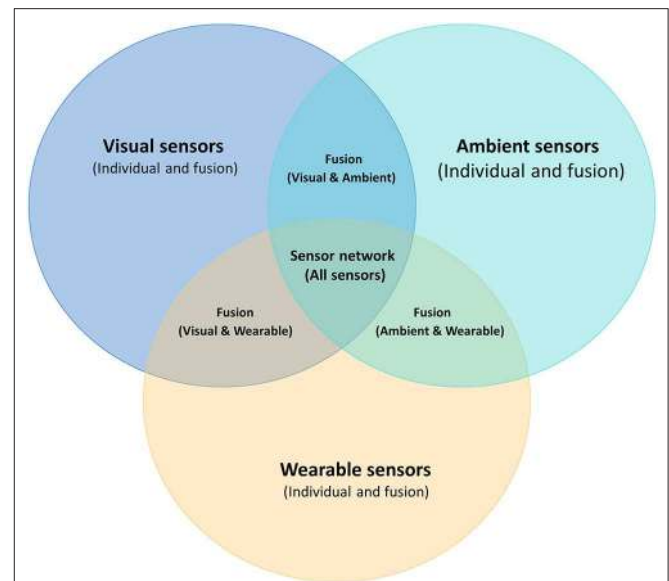 Visual sensors
(Individual and fusion)
Ambient sensors
(Individual and fusion)
Fusion
(Visual & Ambient)
Sensor network
(All sensors)
Fusion
(Visual & Wearable)
Fusion
(Ambient & Wearable)
Wearable sensors
(Individual and fusion)